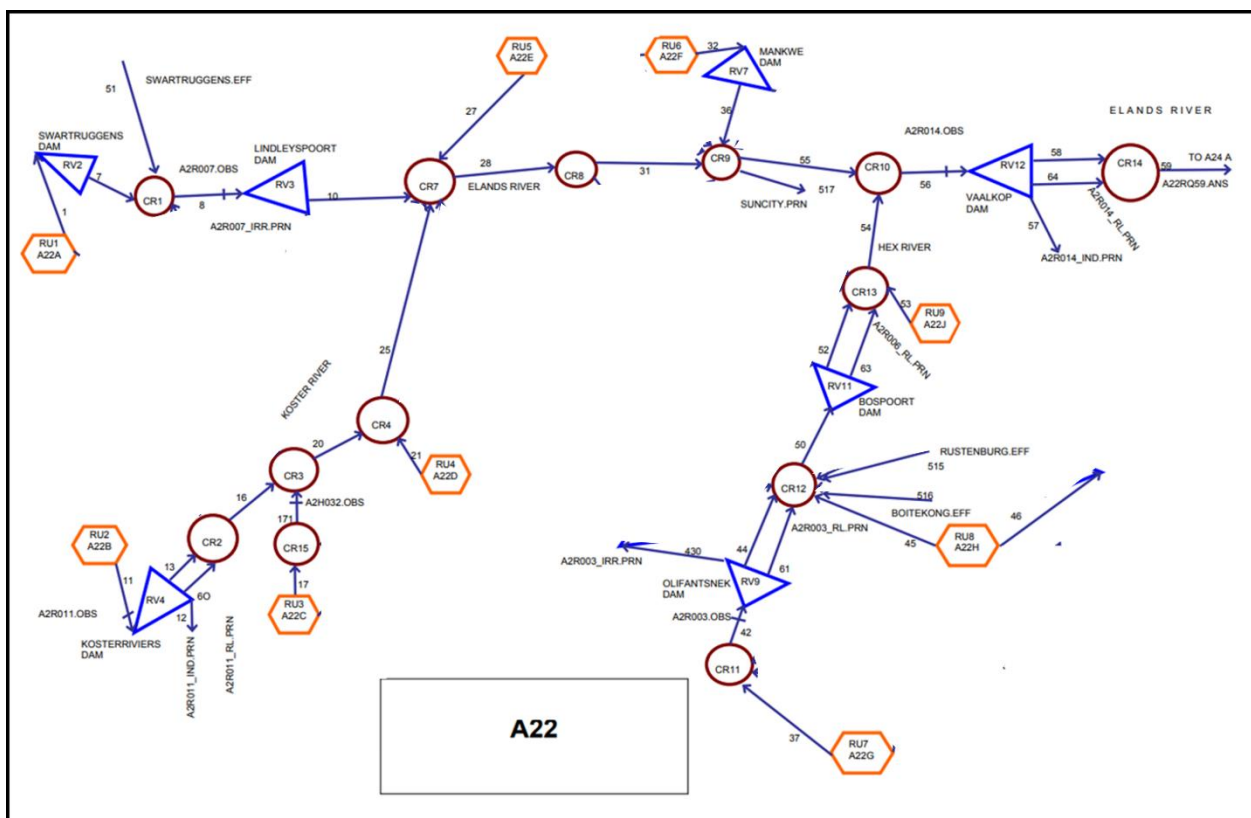 RU5
A22E
RU6
A22F
32
MANKWE
DAM
RV7
SWARTRUGGENS.EFF
51
27
36
ELANDS RIVER
A2R014.OBS
SWARTRUGGENS
DAM
RV2
7
LINDLEYSPOORT
DAM
A2R007.OBS
CR1
8
RV3
10
CR7
28
ELANDS RIVER
CR8
31
CR9
55
CR10
56
RV12
58
64
CR14
59
TO A24 A
A22RQ59.ANS
517
SUNCITY.PRN
VAALKOP
DAM
57
A2R014_RL.PRN
A2R014_IND.PRN
1
A2R007_IRR.PRN
RU1
A22A
54
HEX RIVER
CR13
53
RU9
A22J
25
52
A2R006_RL.PRN
63
RV11
BOSPOORT
DAM
KOSTER RIVER
CR4
20
21
RU4
A22D
CR3
50
RUSTENBURG.EFF
515
CR12
516
BOITEKONG.EFF
16
A2H032.OBS
171
CR15
RU2
A22B
CR2
13
11
RV4
6O
12
A2R011.OBS
KOSTERRIVIERS
DAM
A2R011_IND.PRN
A2R011_RL.PRN
17
RU3
A22C
A2R003_RL.PRN
45
RU8
A22H
46
A2R003_IRR.PRN
430
44
61
OLIFANTSNEK
DAM
RV9
A2R003.OBS
42
CR11
37
RU7
A22G
A22